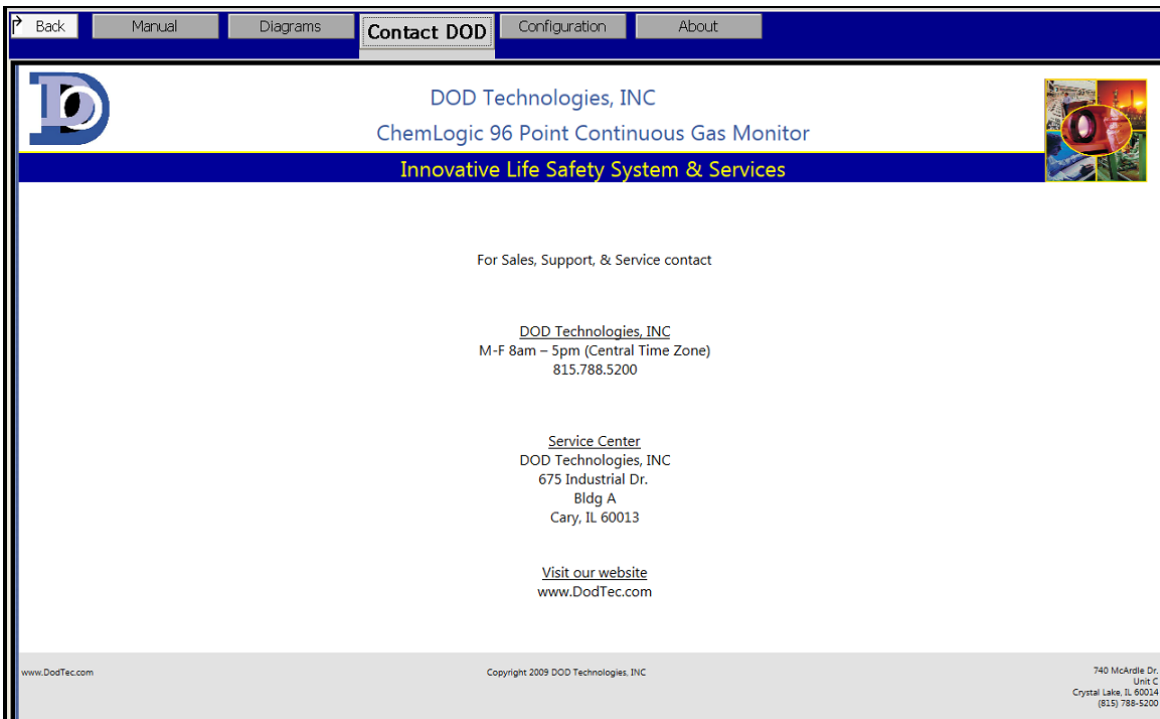 Back
Manual
Diagrams
Contact DOD
Configuration
About
DOD Technologies, INC
ChemLogic 96 Point Continuous Gas Monitor
Innovative Life Safety System & Services
For Sales, Support, & Service contact
DOD Technologies, INC
M-F 8am – 5pm (Central Time Zone)
815.788.5200
Service Center
DOD Technologies, INC
675 Industrial Dr.
Bldg A
Cary, IL 60013
Visit our website
www.DodTec.com
www.DodTec.com
Copyright 2009 DOD Technologies, INC
740 McArdle Dr.
Unit C
Crystal Lake, IL 60014
(815) 788-5200